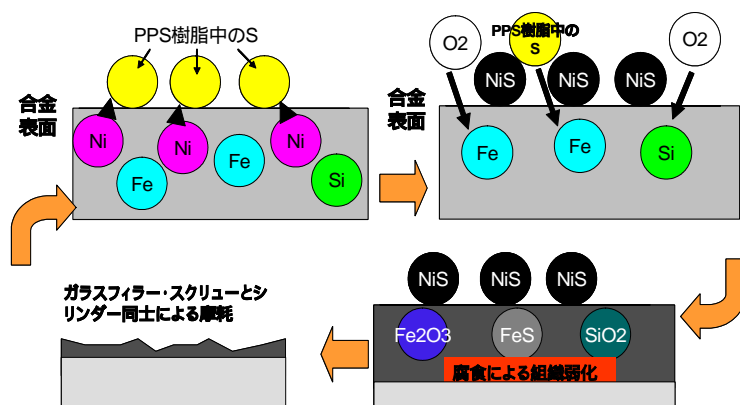 PPS樹脂中のS
合金
表面
Ni
Ni
Ni
Fe
Fe
Si
O2
PPS樹脂中の
S
O2
NiS
NiS
NiS
合金
表面
Fe
Fe
Si
NiS
NiS
NiS
Fe2O3
FeS
SiO2
腐食による組織弱化
ガラスフィラー・スクリューとシ
リンダー同士による摩耗